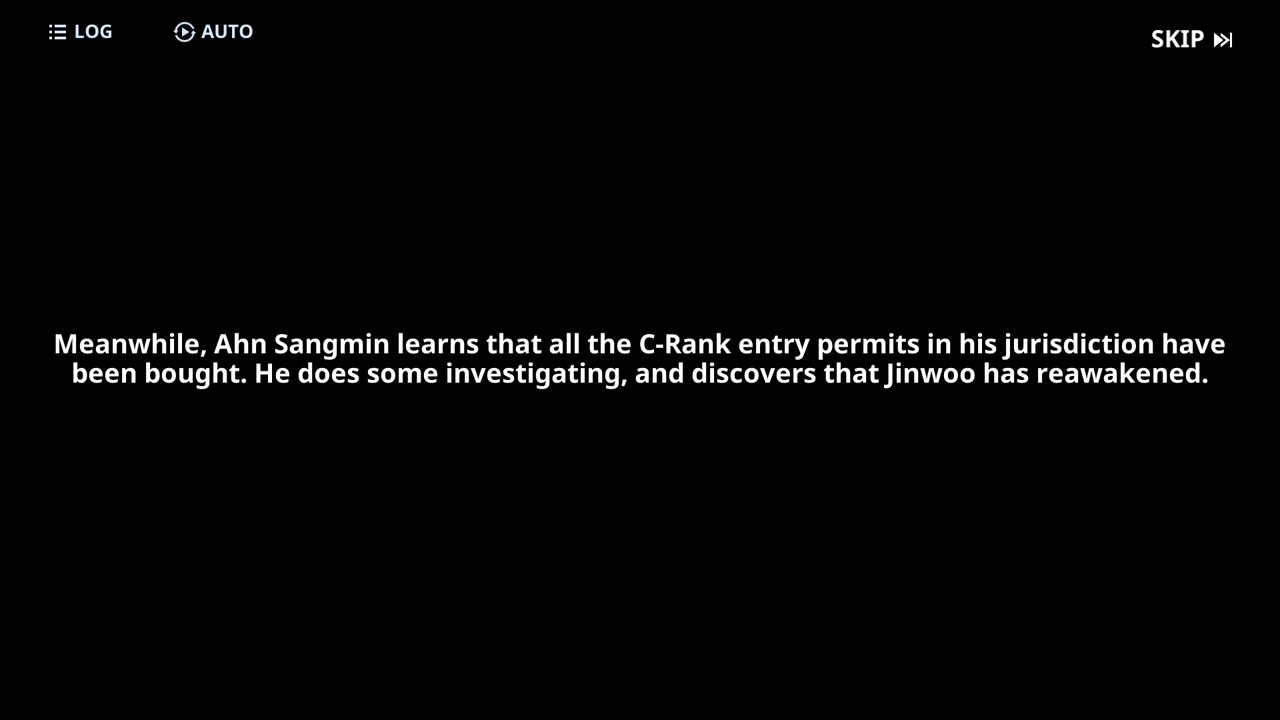 LOG
AUTO
SKIP
Meanwhile, Ahn Sangmin learns that all the C-Rank entry permits in his jurisdiction have
been bought. He does some investigating, and discovers that Jinwoo has reawakened.